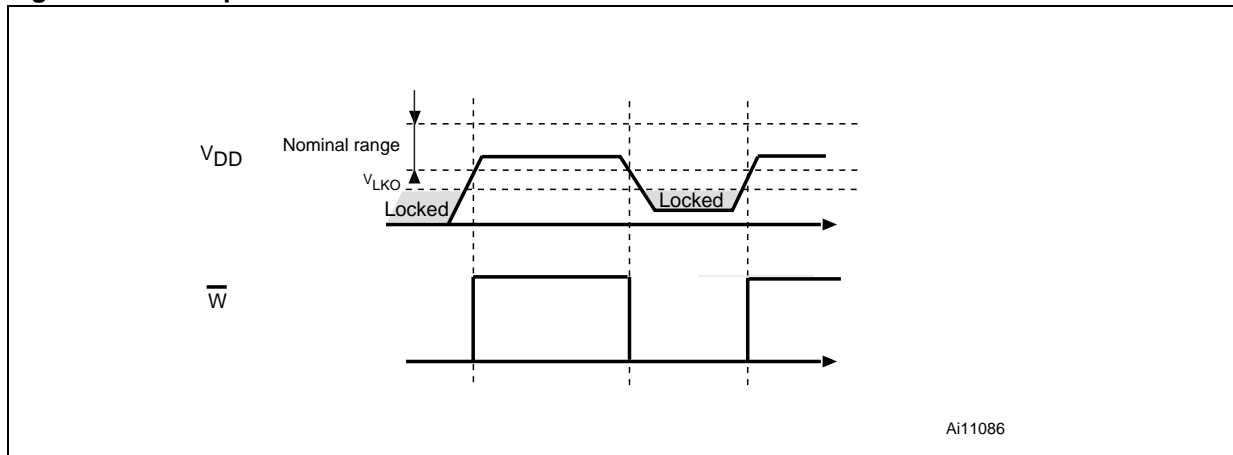 Nominal range
VDD
VLKO
Locked
Locked
W
Ai11086